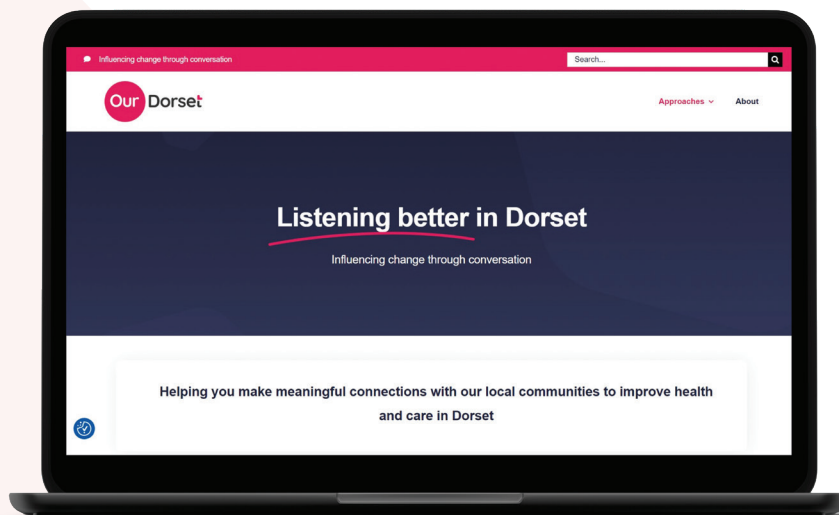 Influencing change through conversation
Search...
Our Dorset
Approaches
About
Listening better in Dorset
Influencing change through conversation
Helping you make meaningful connections with our local communities to improve health
and care in Dorset